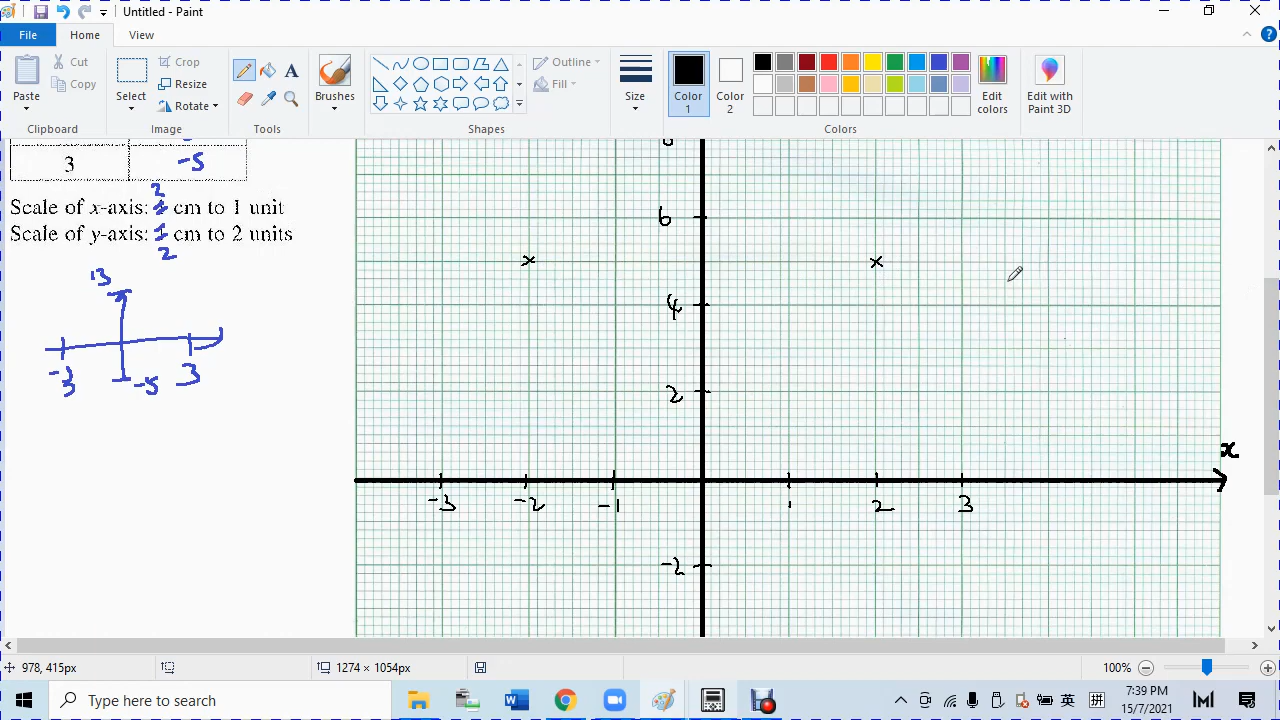 Untitled - Paint
File Home View
Paste
Cut
Copy
Clipboard
Select
Crop
Resize
Rotate
Image
Tools
Brushes
Shapes
Outline
Fill
Size
Color 1
Color 2
Colors
Edit colors
Edit with Paint 3D
3 -5
2
Scale of x-axis: cm to 1 unit
Scale of y-axis: cm to 2 units
2
13
-3 -5 3
6
4
2
x
-3 -2 -1 1 2 3
-2
978, 415px
1274 × 1054px
100%
Type here to search
英
拼
7:39 PM
15/7/2021